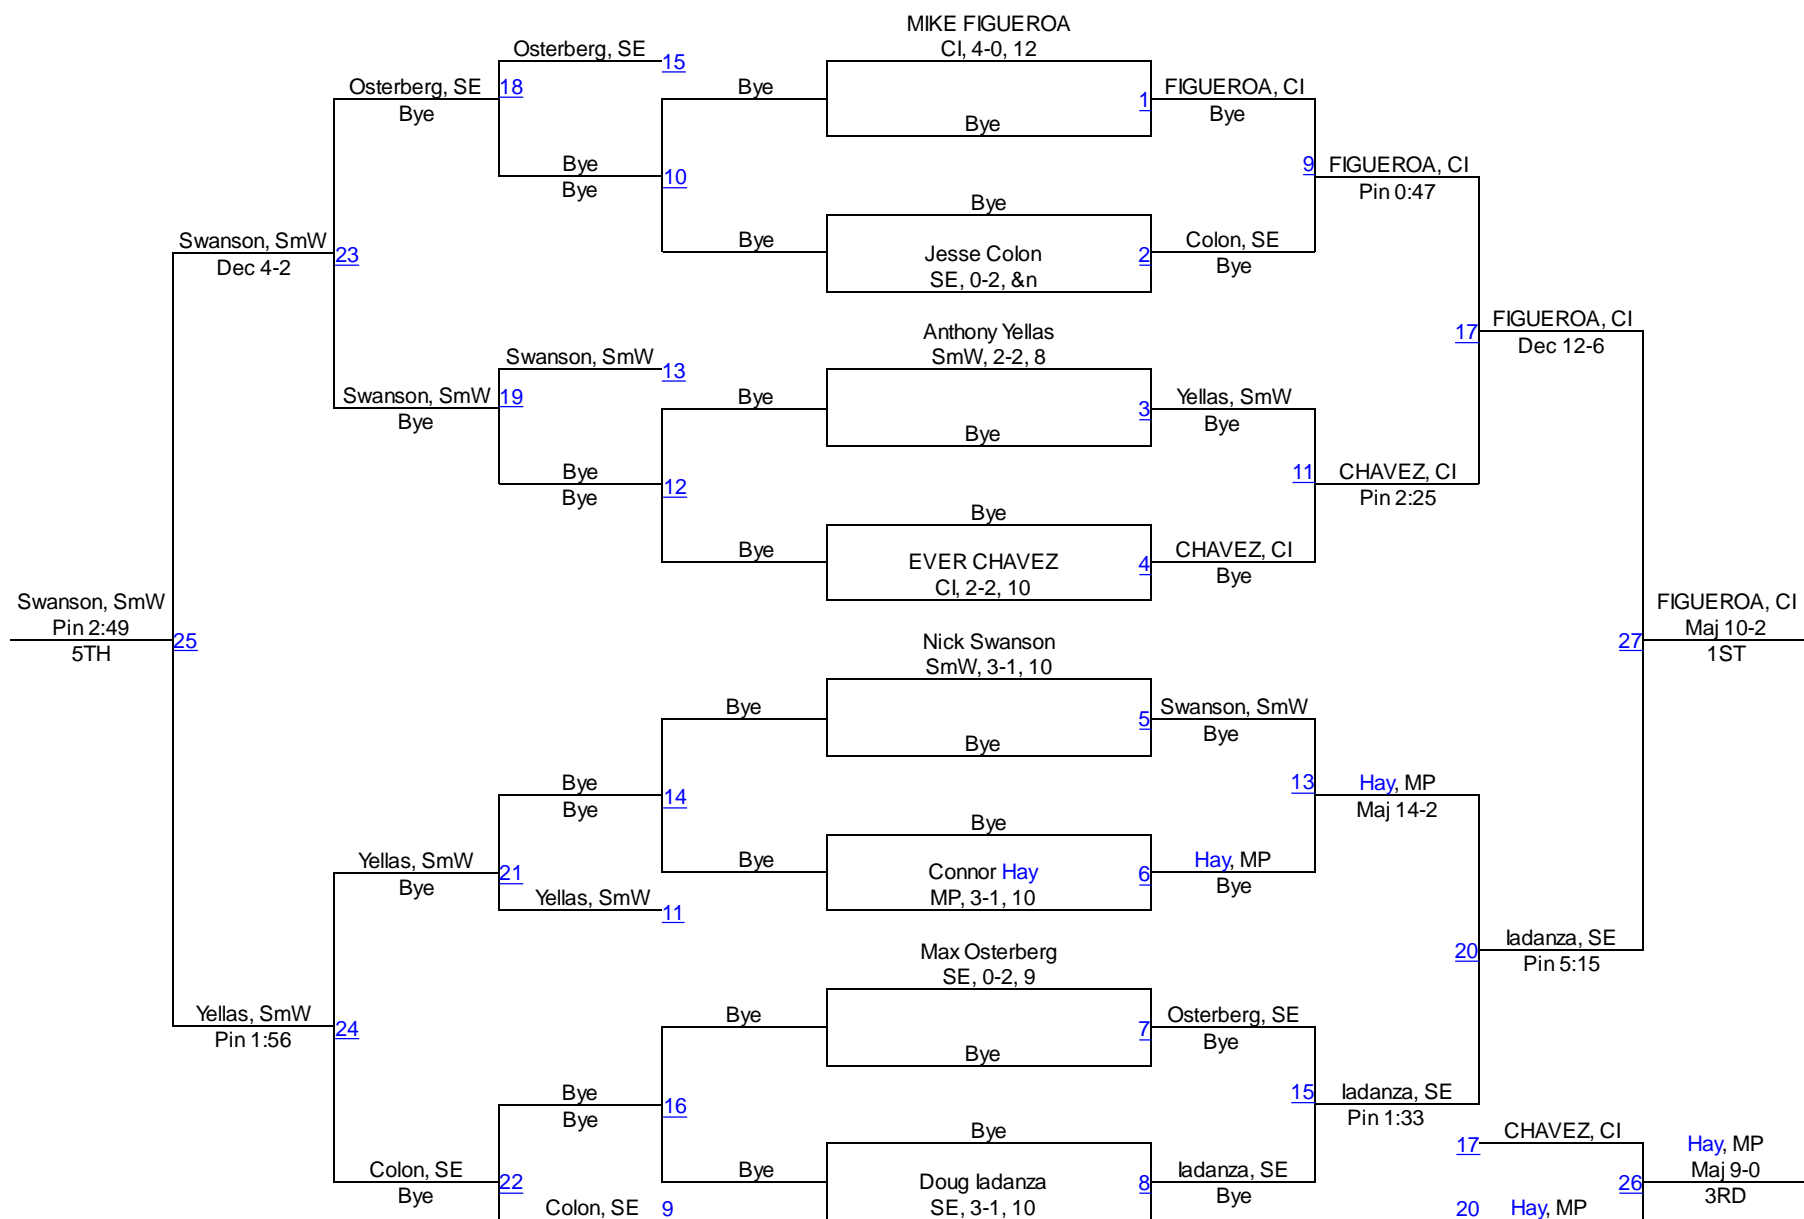 MIKE FIGUEROA
CI, 4-0, 12
Osterberg, SE
15
Osterberg, SE
18
Bye
Bye
1
FIGUEROA, CI
Bye
Bye
Bye
Bye
10
9
FIGUEROA, CI
Pin 0:47
Bye
Swanson, SmW
23
Dec 4-2
Bye
Jesse Colon
SE, 0-2, &n
2
Colon, SE
Bye
Anthony Yellas
SmW, 2-2, 8
17
FIGUEROA, CI
Dec 12-6
Swanson, SmW
13
Swanson, SmW
19
Bye
Bye
3
Yellas, SmW
Bye
Bye
Bye
Bye
12
11
CHAVEZ, CI
Pin 2:25
Bye
Bye
EVER CHAVEZ
CI, 2-2, 10
4
CHAVEZ, CI
Bye
Swanson, SmW
Pin 2:49
25
5TH
FIGUEROA, CI
Maj 10-2
27
1ST
Nick Swanson
SmW, 3-1, 10
Bye
5
Swanson, SmW
Bye
Bye
Bye
Bye
14
13
Hay, MP
Maj 14-2
Bye
Yellas, SmW
21
Bye
Bye
Connor Hay
MP, 3-1, 10
6
Hay, MP
Bye
Yellas, SmW
11
Max Osterberg
SE, 0-2, 9
20
Iadanza, SE
Pin 5:15
Yellas, SmW
24
Pin 1:56
Bye
7
Osterberg, SE
Bye
Bye
Bye
Bye
16
15
Iadanza, SE
Pin 1:33
Bye
17
CHAVEZ, CI
Hay, MP
Maj 9-0
26
3RD
Colon, SE
22
Bye
Bye
Doug Iadanza
SE, 3-1, 10
8
Iadanza, SE
Bye
Colon, SE
9
20
Hay, MP